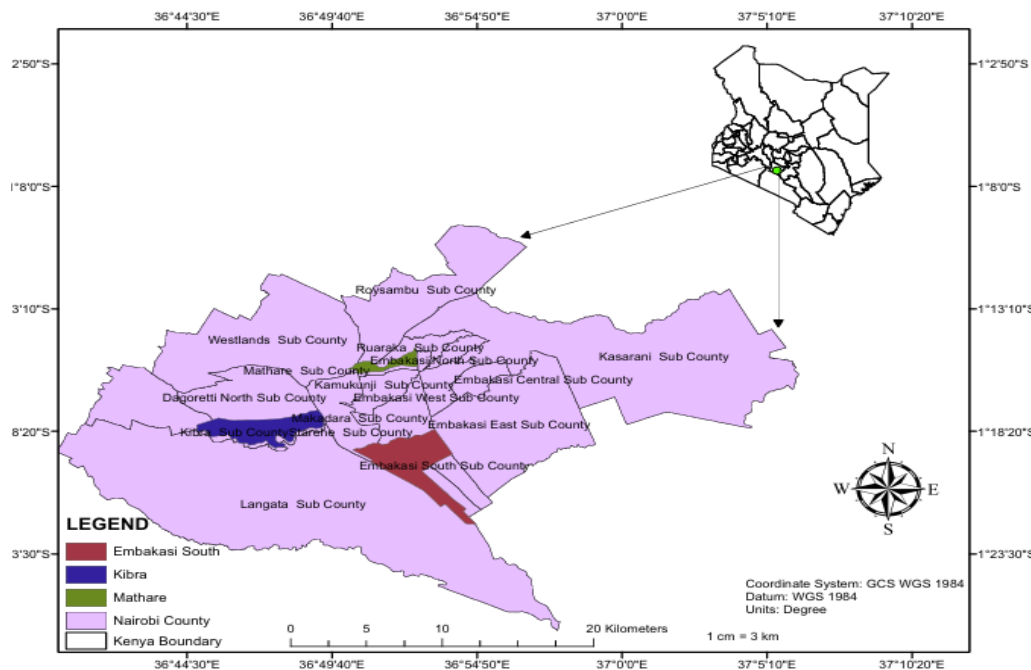 36°44'30"E 36°49'40"E 36°54'5"E 37°0'0"E 37°5'10"E 37°10'20"E
2'50"S 1°2'50"S
1°8'0"S 1°8'0"S
3'10"S 1°13'10"S
8'20"S 1°18'20"S
3'30"S 1°23'30"S
Roysambu Sub County
Westlands Sub County
Ruaraka Sub County
Kasarani Sub County
Embakasi North Sub County
Mathare Sub County
Embakasi Central Sub County
Kamukunji Sub County
Dagoretti North Sub County
Embakasi West Sub County
Makadara Sub County
Embakasi East Sub County
Kibra Sub County
Starehe Sub County
Embakasi South Sub County
Langata Sub County
N
W E
S
LEGEND
Embakasi South
Kibra
Mathare
Nairobi County
Kenya Boundary
0 5 10 20 Kilometers
1 cm = 3 km
Coordinate System: GCS WGS 1984
Datum: WGS 1984
Units: Degree
36°44'30"E 36°49'40"E 36°54'5"E 37°0'0"E 37°5'10"E 37°10'20"E